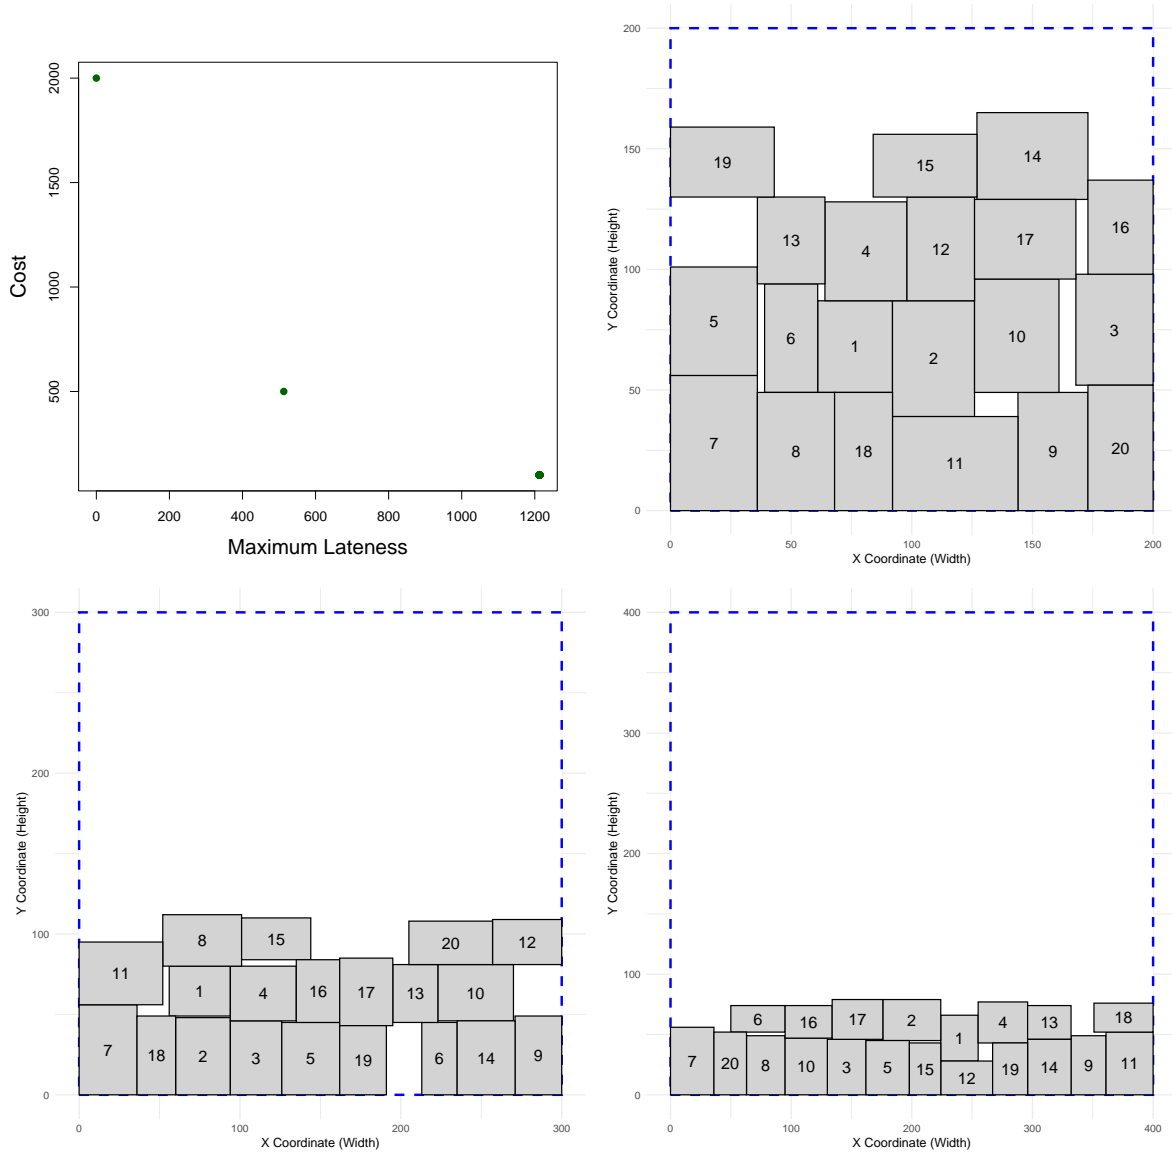 Cost
2000
1500
1000
500
0 200 400 600 800 1000 1200
Maximum Lateness
Y Coordinate (Height)
200
150
100
50
0
19 15 14
16
13 4 12 17
5 6 1 2 10 3
7 8 18 11 9 20
0 50 100 150 200
X Coordinate (Width)
Y Coordinate (Height)
300
200
100
0
8 15 20 12
11 1 4 16 17 13 10
7 18 2 3 5 19 6 14 9
0 100 200 300
X Coordinate (Width)
Y Coordinate (Height)
400
300
200
100
0
6 16 17 2 1 4 13 18
7 20 8 10 3 5 15 12 19 14 9 11
0 100 200 300 400
X Coordinate (Width)